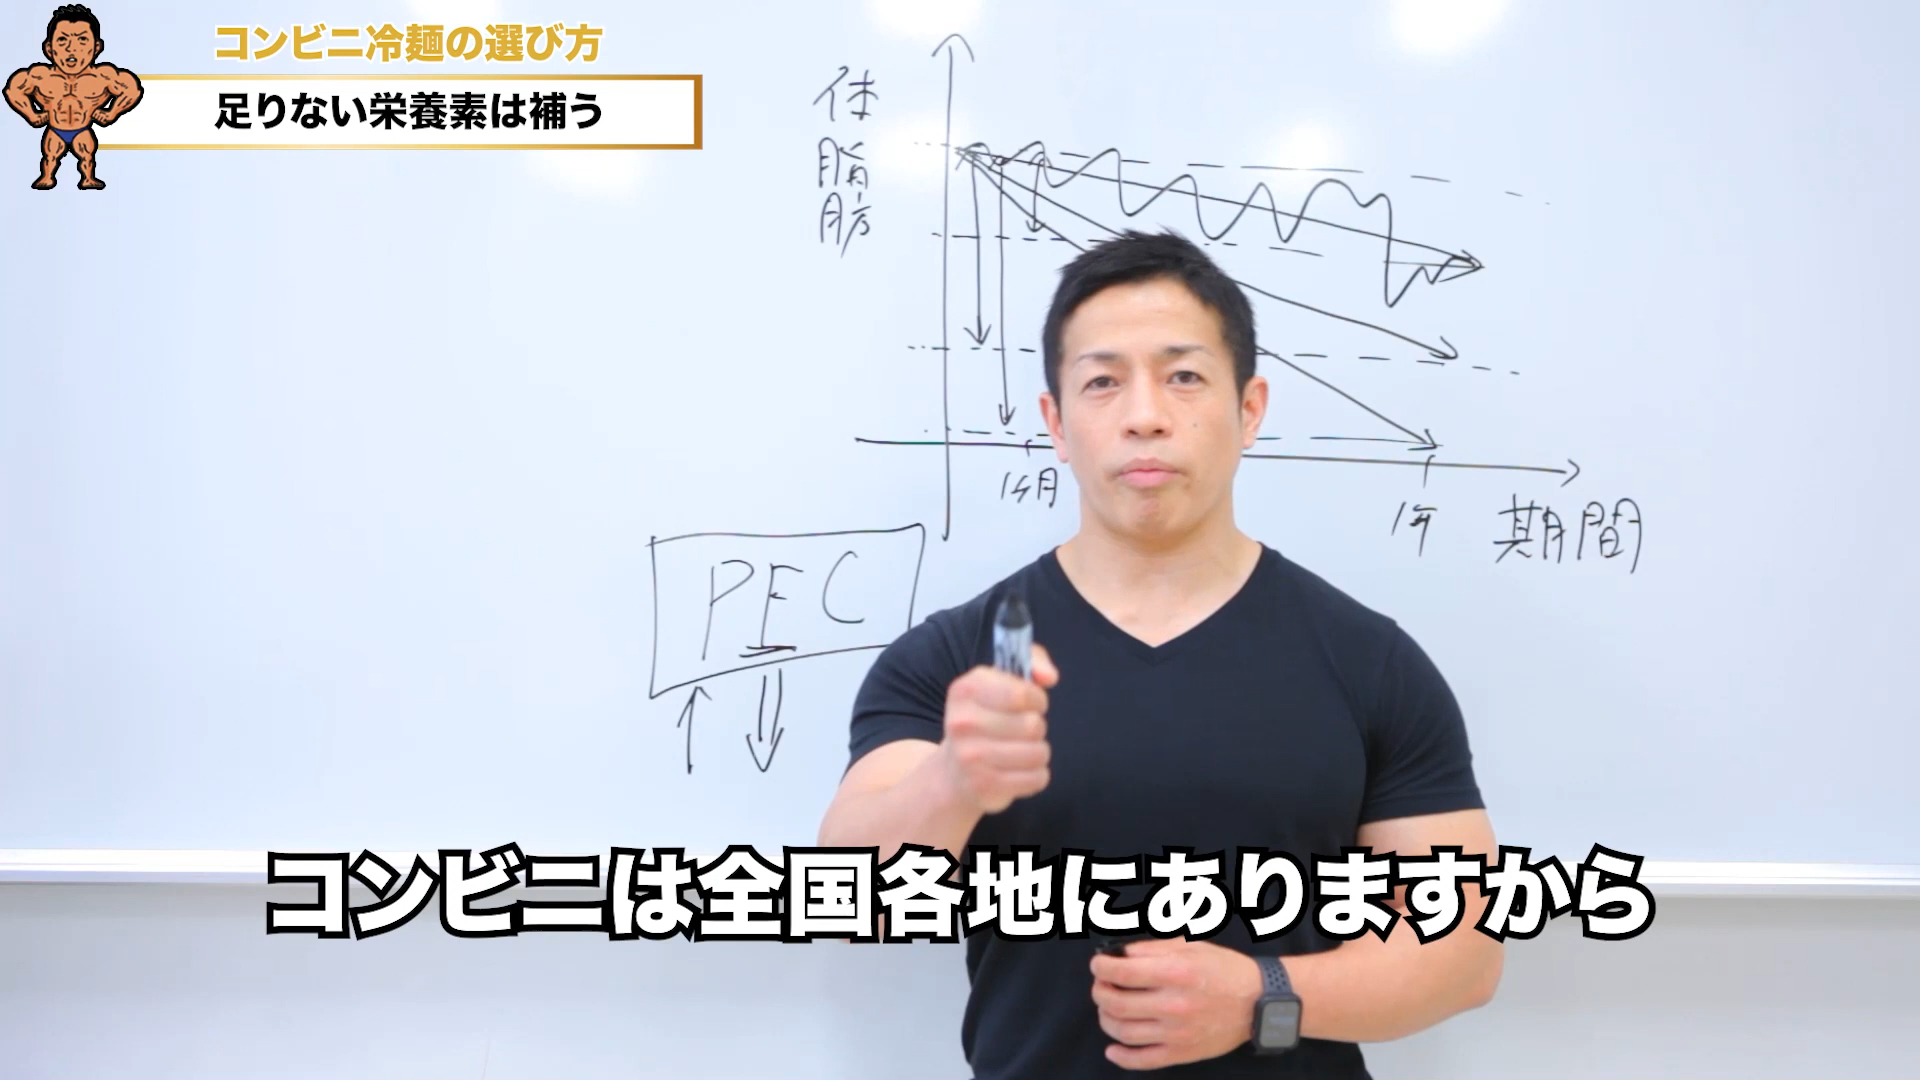 コンビニ冷麺の選び方
足りない栄養素は補う
体
脂
肪
1ヶ月
1年
期間
PFC
コンビニは全国各地にありますから